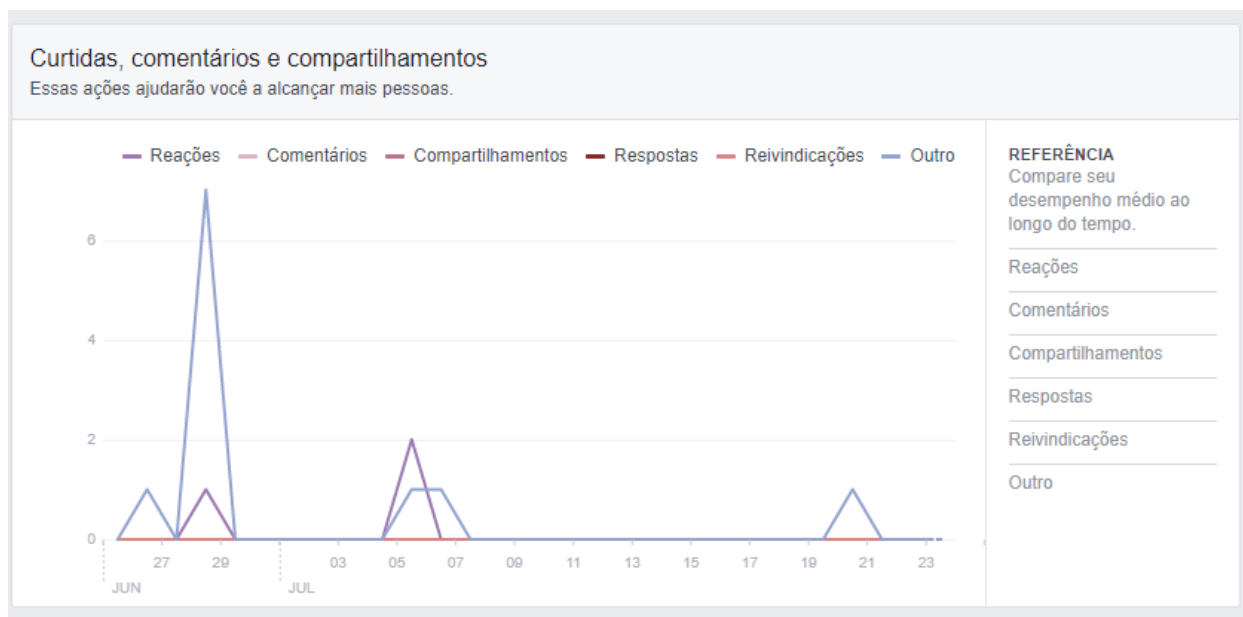 Curtidas, comentários e compartilhamentos
Essas ações ajudarão você a alcançar mais pessoas.
Reações Comentários Compartilhamentos Respostas Reivindicações Outro
6
4
2
0
27 29 03 05 07 09 11 13 15 17 19 21 23
JUN JUL
REFERÊNCIA
Compare seu
desempenho médio ao
longo do tempo.
Reações
Comentários
Compartilhamentos
Respostas
Reivindicações
Outro